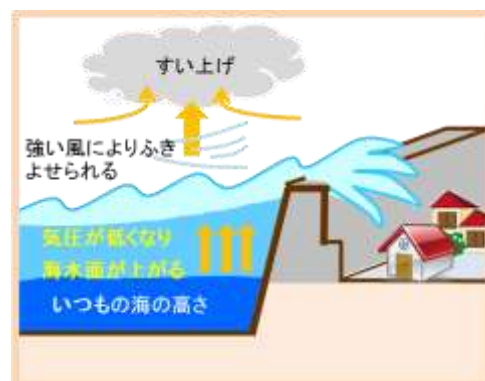 すい上げ
強い風によりふき
よせられる
気圧が低くなり
海水面が上がる
いつもの海の高さ